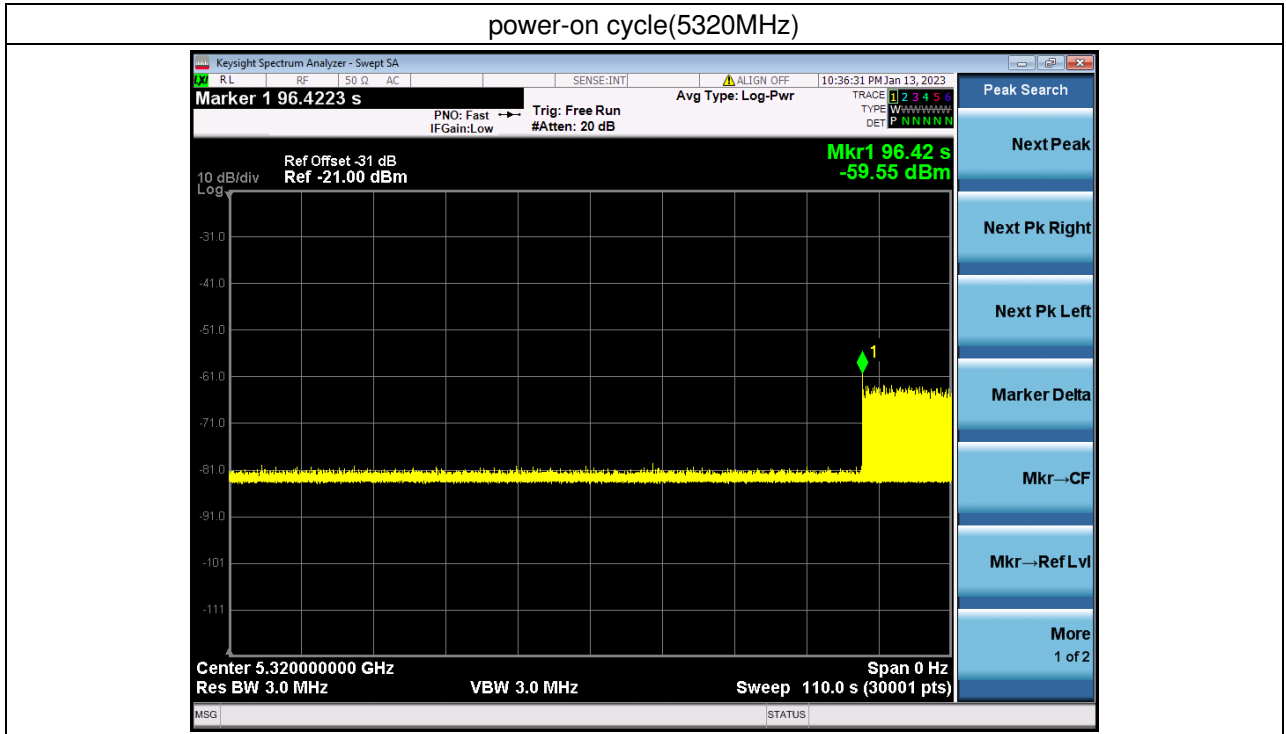 power-on cycle(5320MHz)
Keysight Spectrum Analyzer - Swept SA
LXI RL RF 50 Ω AC SENSE:INT ALIGN OFF 10:36:31 PM Jan 13, 2023
Marker 1 96.4223 s
PNO: Fast
IFGain:Low
Trig: Free Run
#Atten: 20 dB
Avg Type: Log-Pwr
TRACE 1 2 3 4 5 6
TYPE WWWWWW
DET P N N N N N
Peak Search
Mkr1 96.42 s
-59.55 dBm
Ref Offset -31 dB
10 dB/div Ref -21.00 dBm
Log
-31.0
-41.0
-51.0
-61.0
-71.0
-81.0
-91.0
-101
-111
1
Center 5.320000000 GHz Span 0 Hz
Res BW 3.0 MHz VBW 3.0 MHz Sweep 110.0 s (30001 pts)
MSG STATUS
Next Peak
Next Pk Right
Next Pk Left
Marker Delta
Mkr→CF
Mkr→Ref Lvl
More
1 of 2